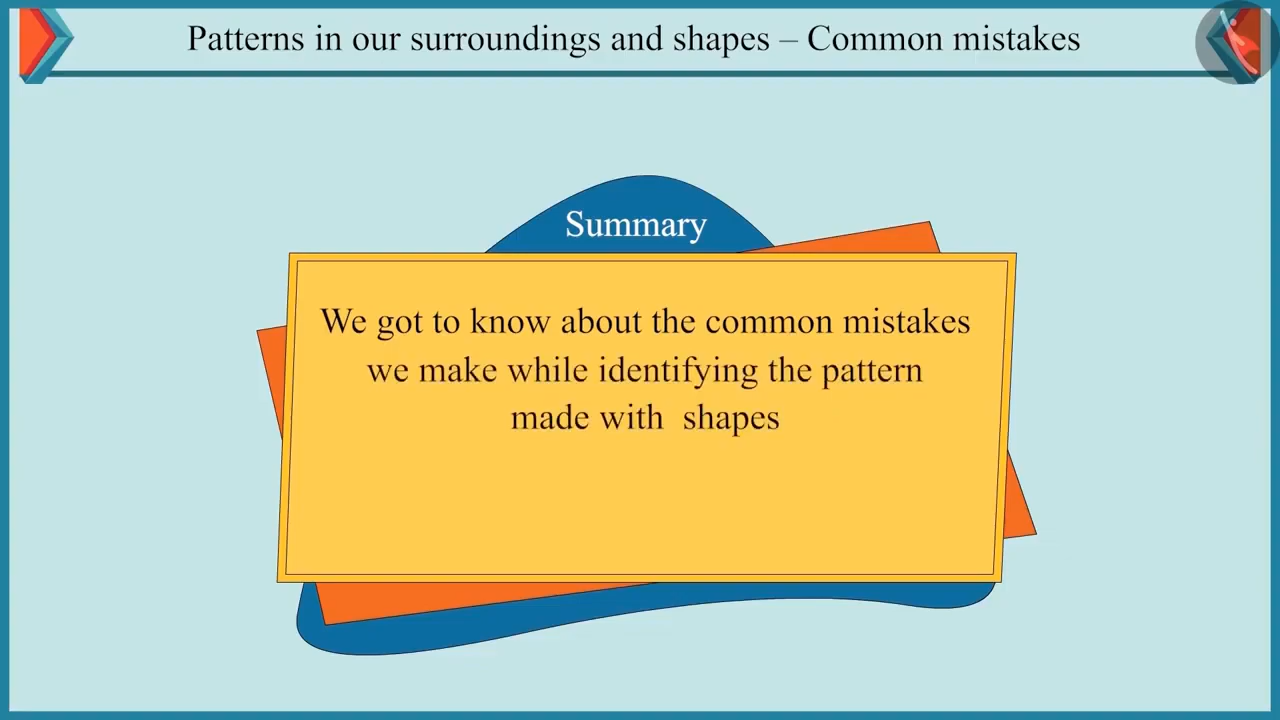 Patterns in our surroundings and shapes – Common mistakes
Summary
We got to know about the common mistakes
we make while identifying the pattern
made with  shapes